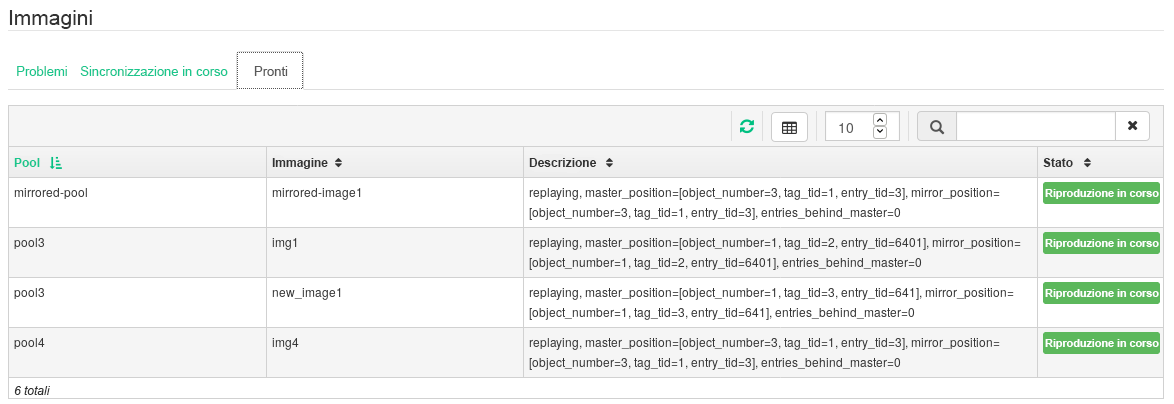 Immagini
Problemi Sincronizzazione in corso Pronti
10
Pool Immagine Descrizione Stato
mirrored-pool mirrored-image1 replaying, master_position=[object_number=3, tag_tid=1, entry_tid=3], mirror_position= Riproduzione in corso
[object_number=3, tag_tid=1, entry_tid=3], entries_behind_master=0
pool3 img1 replaying, master_position=[object_number=1, tag_tid=2, entry_tid=6401], mirror_position= Riproduzione in corso
[object_number=1, tag_tid=2, entry_tid=6401], entries_behind_master=0
pool3 new_image1 replaying, master_position=[object_number=1, tag_tid=3, entry_tid=641], mirror_position= Riproduzione in corso
[object_number=1, tag_tid=3, entry_tid=641], entries_behind_master=0
pool4 img4 replaying, master_position=[object_number=3, tag_tid=1, entry_tid=3], mirror_position= Riproduzione in corso
[object_number=3, tag_tid=1, entry_tid=3], entries_behind_master=0
6 totali